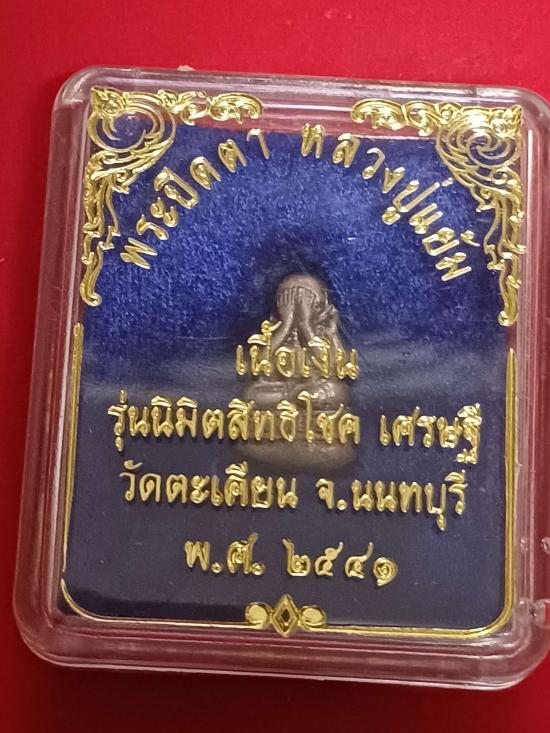 พระปิดตา หลวงปู่แย้ม
เนื้อเงิน
รุ่นนิมิตสิทธิโชค เศรษฐี
วัดตะเคียน จ.นนทบุรี
พ.ศ. ๒๕๔๑